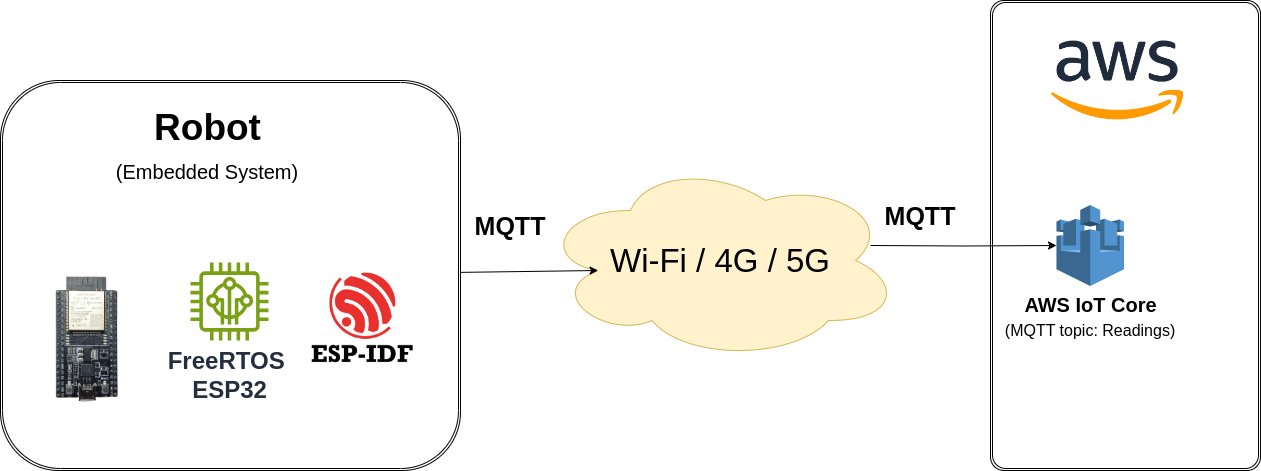 Robot
(Embedded System)
FreeRTOS
ESP32
ESP-IDF
MQTT
Wi-Fi / 4G / 5G
MQTT
aws
AWS IoT Core
(MQTT topic: Readings)